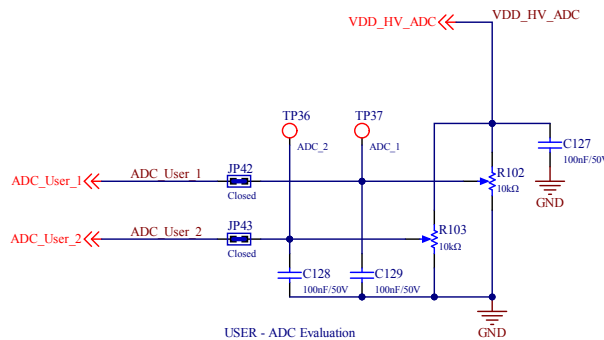 VDD_HV_ADC
VDD_HV_ADC
TP36
TP37
ADC_2
ADC_1
C127
100nF/50V
GND
ADC_User_1
ADC_User_1
JP42
Closed
R102
10kΩ
ADC_User_2
ADC_User_2
JP43
Closed
R103
10kΩ
C128
100nF/50V
C129
100nF/50V
USER - ADC Evaluation
GND